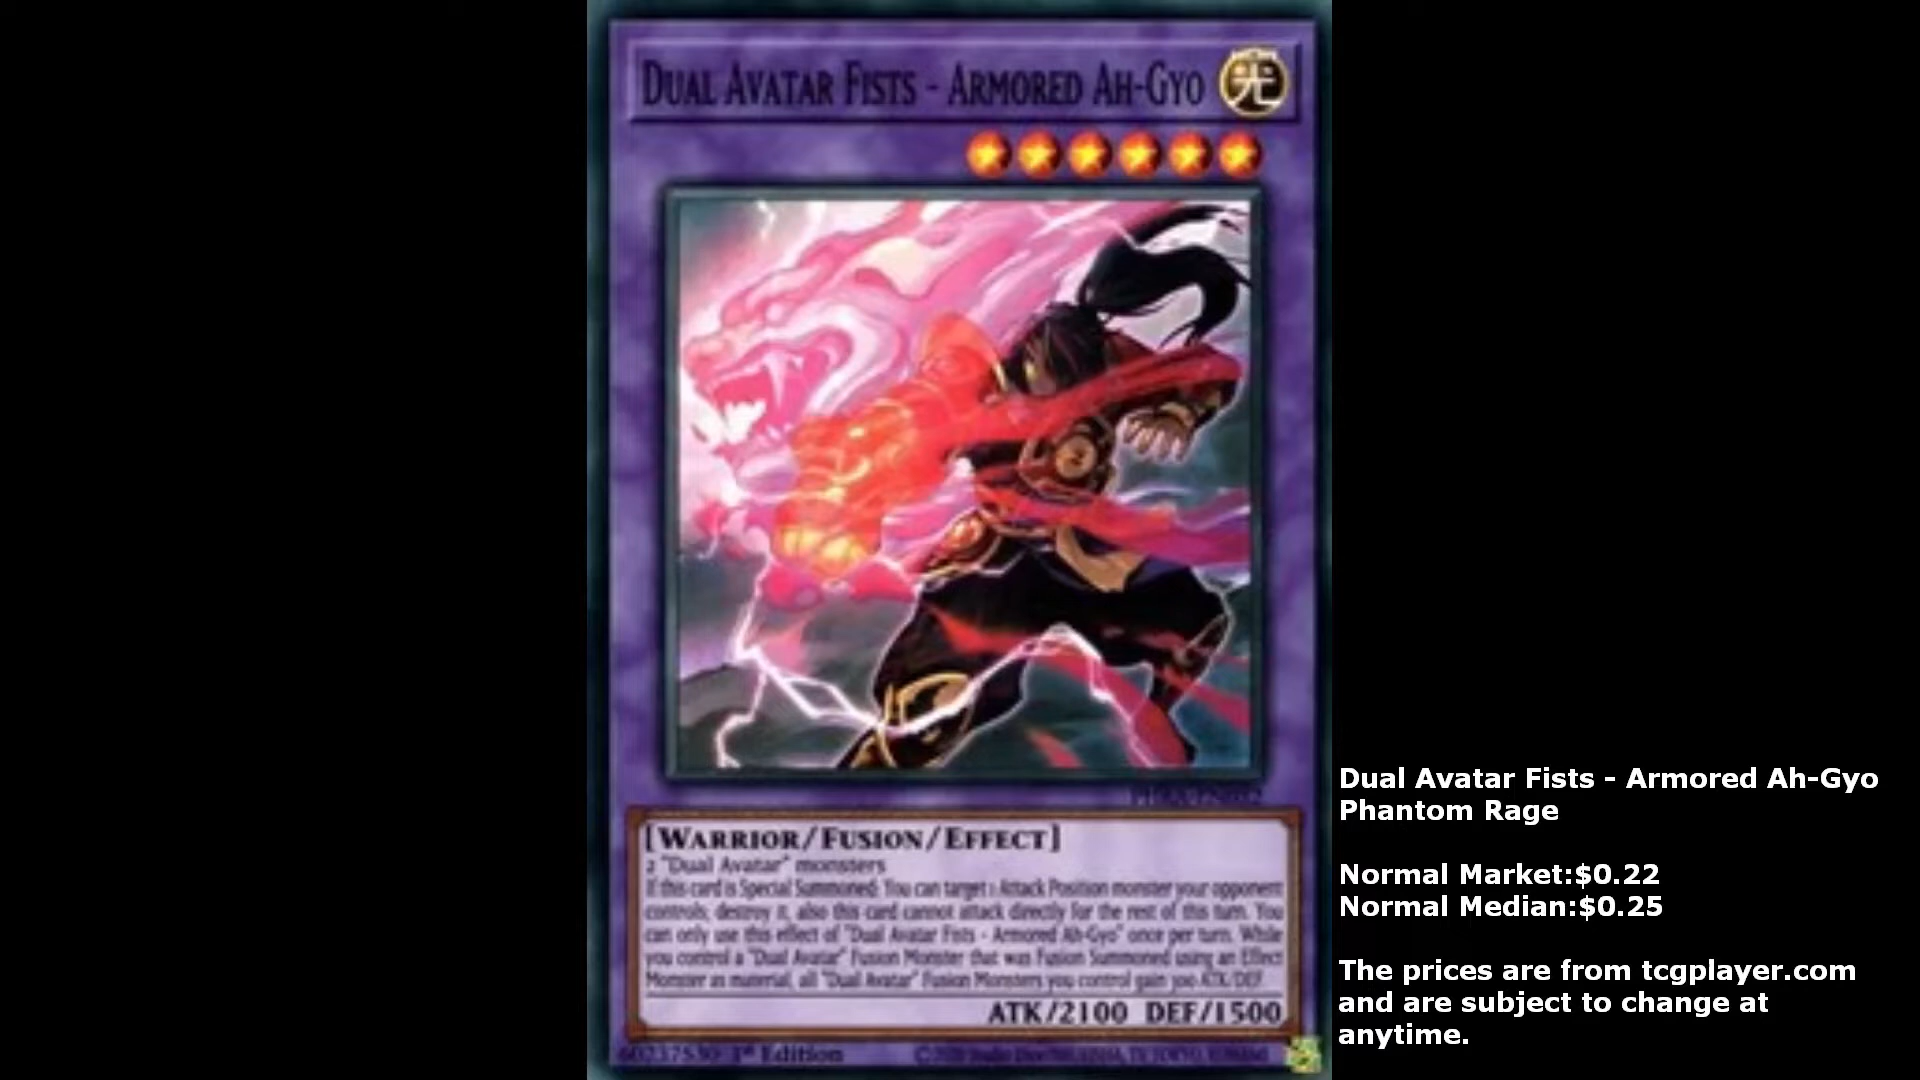 DUAL AVATAR FISTS - ARMORED AH-GYO
光
[WARRIOR/FUSION/EFFECT]
2 "Dual Avatar" monsters
If this card is Special Summoned: You can target 1 Attack Position monster your opponent
controls; destroy it, also this card cannot attack directly for the rest of this turn. You
can only use this effect of "Dual Avatar Fists - Armored Ah-Gyo" once per turn. While
you control a "Dual Avatar" Fusion Monster that was Fusion Summoned using an Effect
Monster as material, all "Dual Avatar" Fusion Monsters you control gain ATK/DEF.
ATK/2100 DEF/1500
1st Edition
Dual Avatar Fists - Armored Ah-Gyo
Phantom Rage
Normal Market:$0.22
Normal Median:$0.25
The prices are from tcgplayer.com
and are subject to change at
anytime.